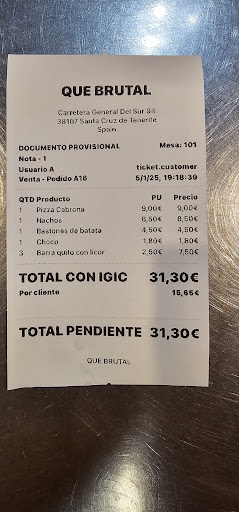 QUE BRUTAL
Carretera General Del Sur 94
38107 Santa Cruz de Tenerife
Spain
DOCUMENTO PROVISIONAL Mesa: 101
Nota - 1
Usuario A ticket.customer
Venta - Pedido A16 5/1/25, 19:18:39
QTD Producto PU Precio
1 Pizza Cabrona 9,00€ 9,00€
1 Nachos 8,50€ 8,50€
1 Bastones de batata 4,50€ 4,50€
1 Choco 1,80€ 1,80€
3 Barra quito con licor 2,50€ 7,50€
TOTAL CON IGIC 31,30€
Por cliente 15,65€
TOTAL PENDIENTE 31,30€
QUE BRUTAL